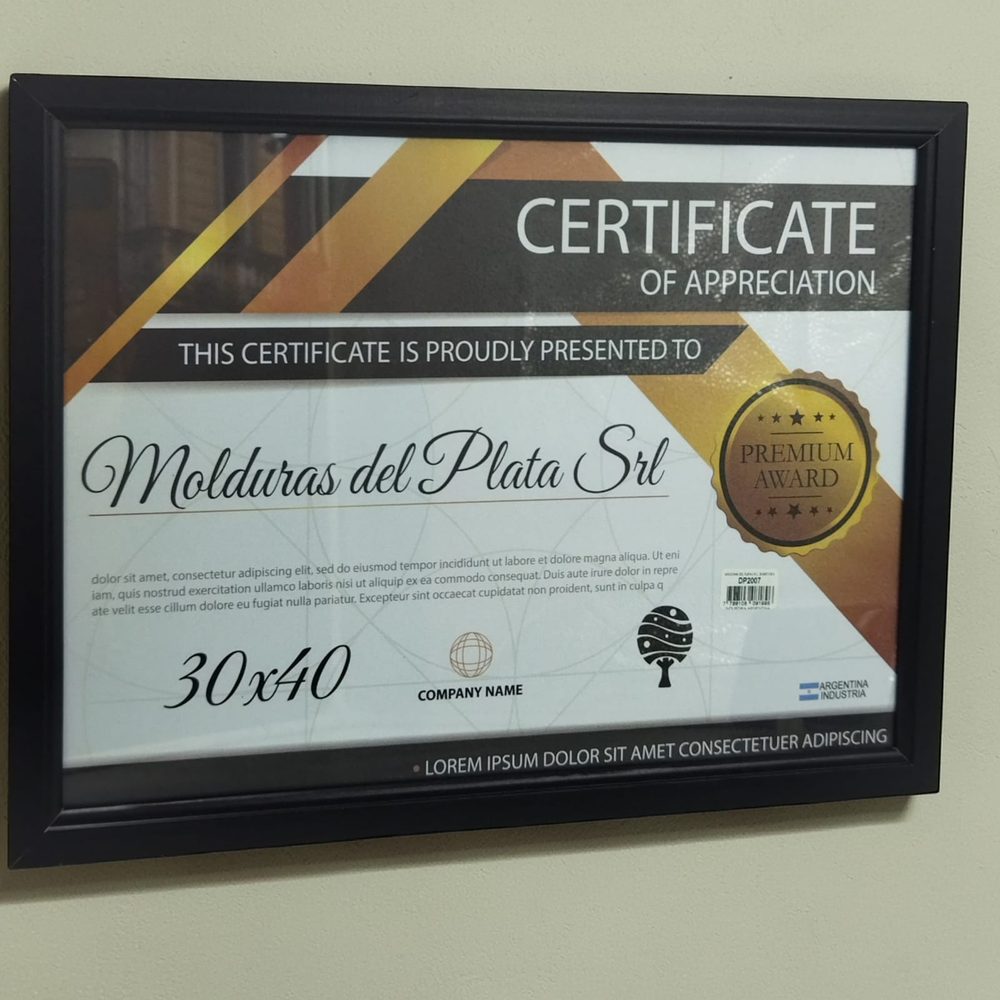 CERTIFICATE
OF APPRECIATION
THIS CERTIFICATE IS PROUDLY PRESENTED TO
Molduras del Plata Srl
PREMIUM
AWARD
dolor sit amet, consectetur adipiscing elit, sed do eiusmod tempor incididunt ut labore et dolore magna aliqua. Ut eni
iam, quis nostrud exercitation ullamco laboris nisi ut aliquip ex ea commodo consequat. Duis aute irure dolor in repre
ate velit esse cillum dolore eu fugiat nulla pariatur. Excepteur sint occaecat cupidatat non proident, sunt in culpa q
DP2007
30x40
COMPANY NAME
ARGENTINA
INDUSTRIA
• LOREM IPSUM DOLOR SIT AMET CONSECTETUER ADIPISCING